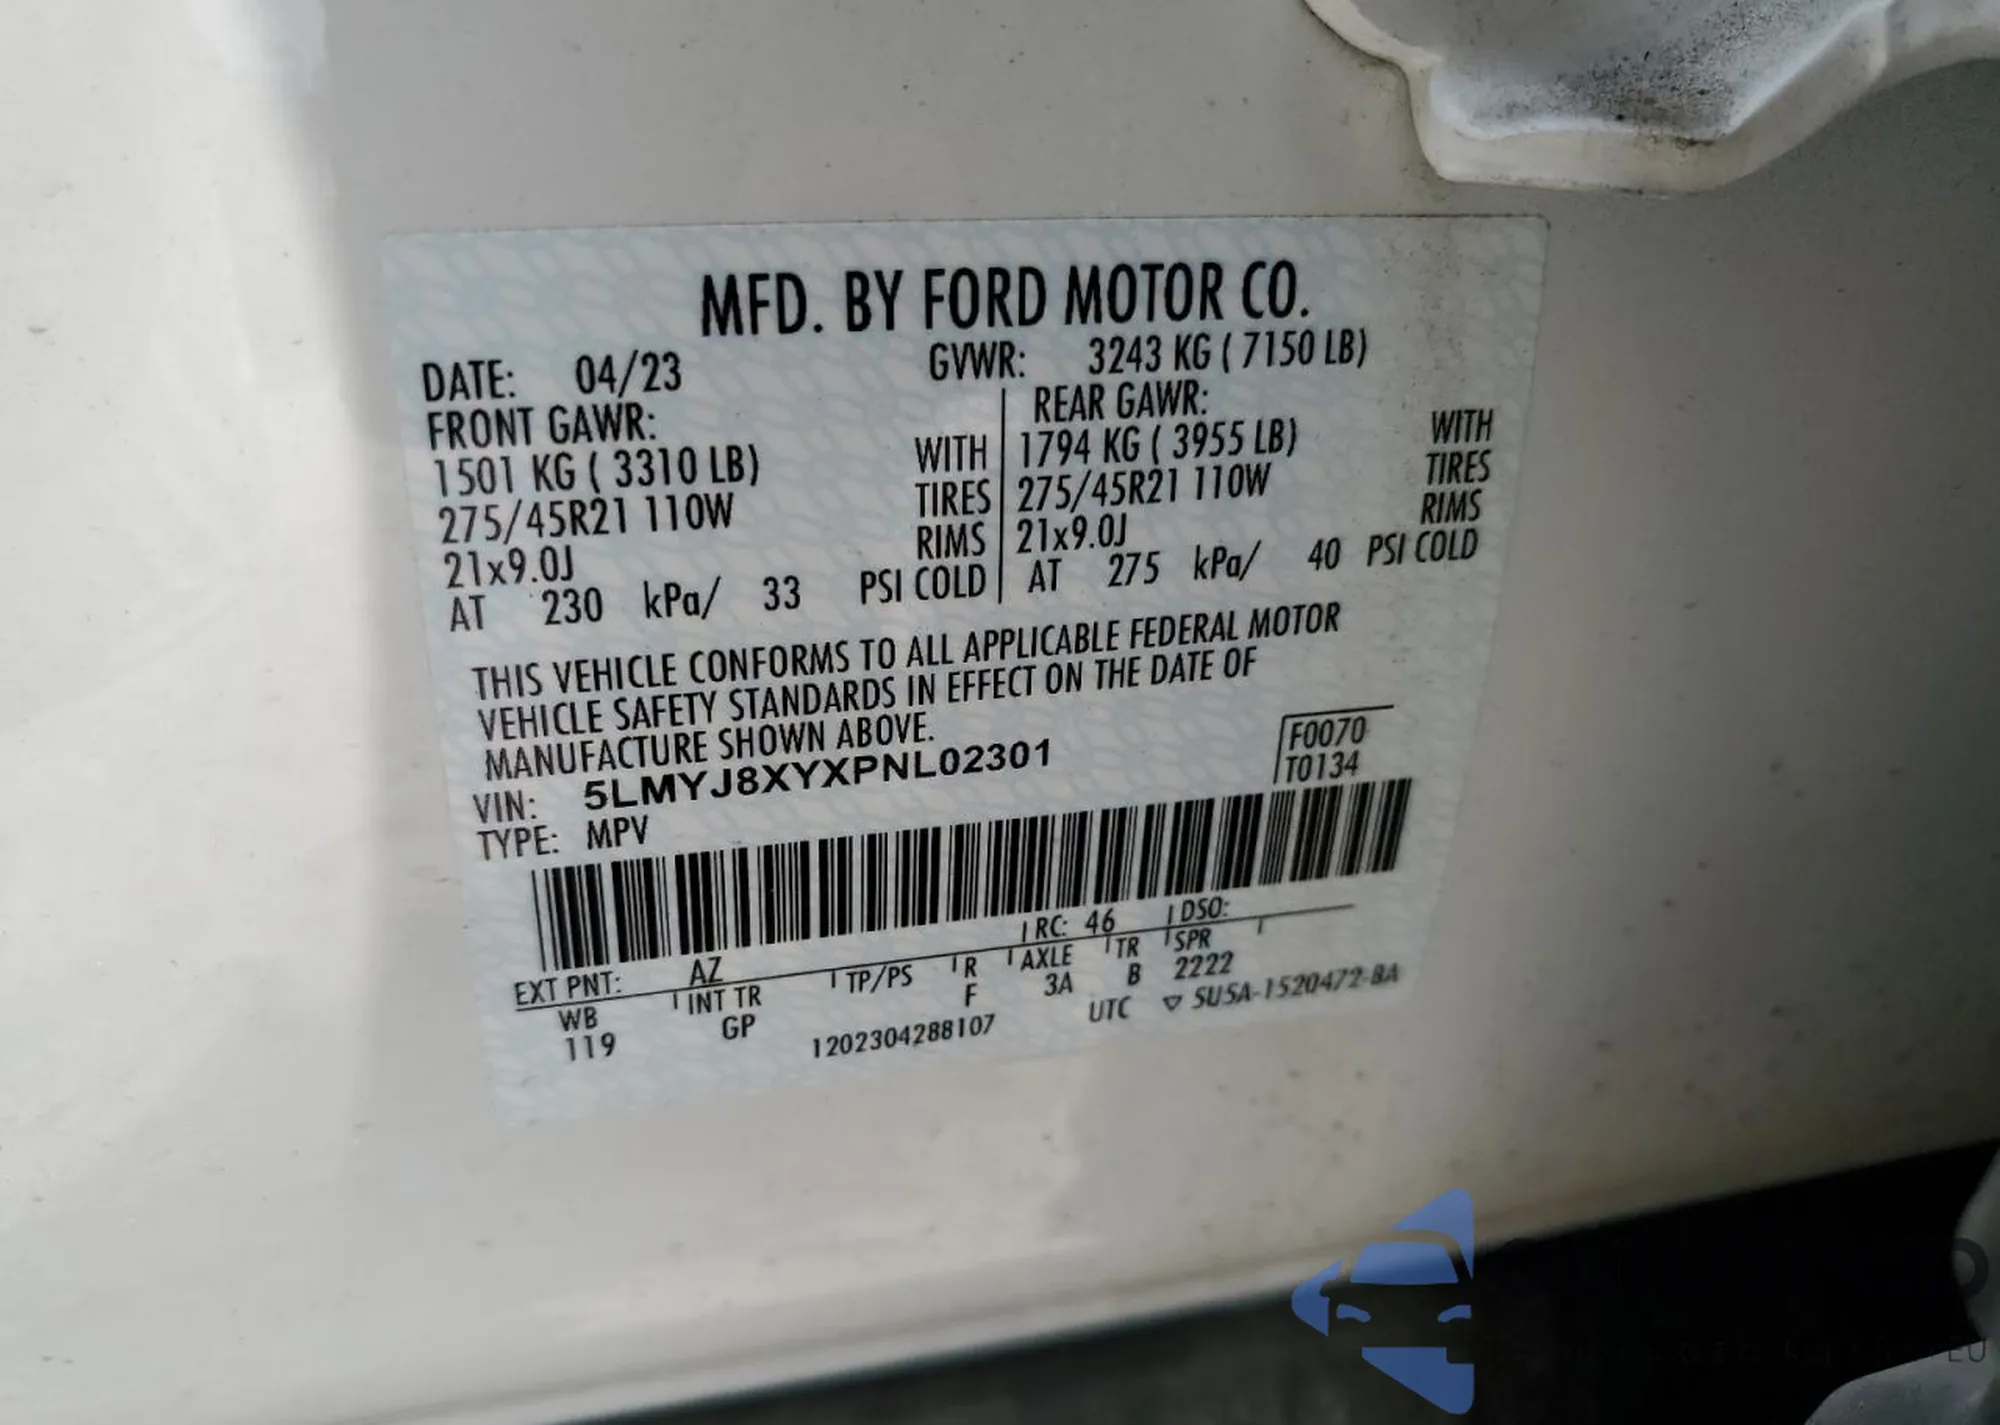 MFD. BY FORD MOTOR CO.
DATE: 04/23 GVWR: 3243 KG ( 7150 LB)
FRONT GAWR: REAR GAWR:
1501 KG ( 3310 LB) WITH 1794 KG ( 3955 LB) WITH
275/45R21 110W TIRES 275/45R21 110W TIRES
21x9.0J RIMS 21x9.0J RIMS
AT 230 kPa/ 33 PSI COLD AT 275 kPa/ 40 PSI COLD
THIS VEHICLE CONFORMS TO ALL APPLICABLE FEDERAL MOTOR
VEHICLE SAFETY STANDARDS IN EFFECT ON THE DATE OF
MANUFACTURE SHOWN ABOVE.
F0070
VIN: 5LMYJ8XYXPNL02301
T0134
TYPE: MPV
EXT PNT: AZ RC: 46 DSO:
WB INT TR TP/PS R AXLE TR SPR
119 GP F 3A B 2222
1202304288107 UTC ▽ 5U5A-1520472-BA